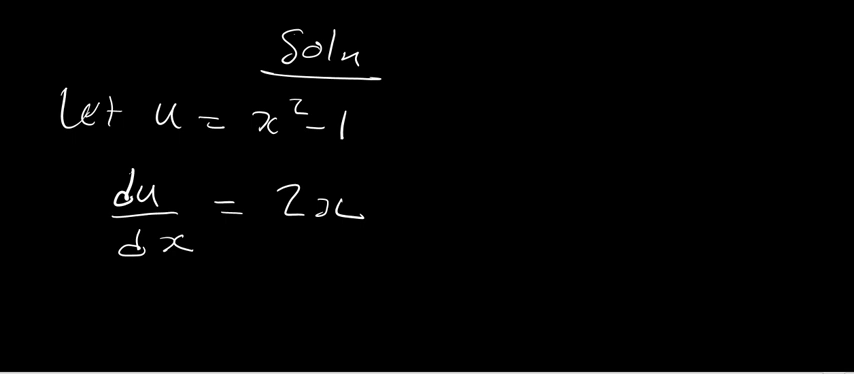 Soln
Let u = x² - 1
du/dx = 2x